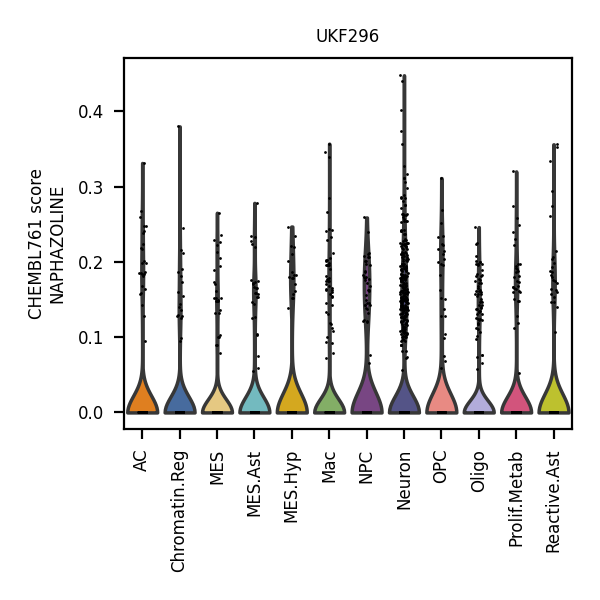 UKF296
CHEMBL761 score
NAPHAZOLINE
0.4
0.3
0.2
0.1
0.0
AC
Chromatin.Reg
MES
MES.Ast
MES.Hyp
Mac
NPC
Neuron
OPC
Oligo
Prolif.Metab
Reactive.Ast